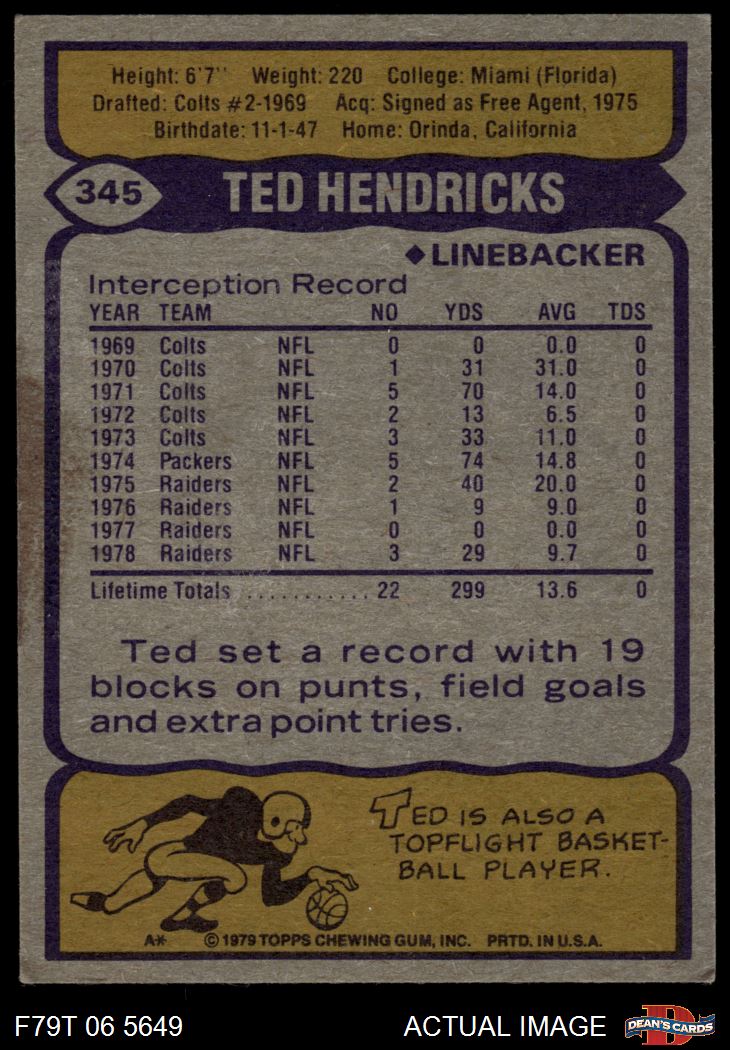 Height: 6'7" Weight: 220 College: Miami (Florida)
Drafted: Colts #2-1969 Acq: Signed as Free Agent, 1975
Birthdate: 11-1-47 Home: Orinda, California
345 TED HENDRICKS
◆LINEBACKER
Interception Record
YEAR TEAM NO YDS AVG TDS
1969 Colts NFL 0 0 0.0 0
1970 Colts NFL 1 31 31.0 0
1971 Colts NFL 5 70 14.0 0
1972 Colts NFL 2 13 6.5 0
1973 Colts NFL 3 33 11.0 0
1974 Packers NFL 5 74 14.8 0
1975 Raiders NFL 2 40 20.0 0
1976 Raiders NFL 1 9 9.0 0
1977 Raiders NFL 0 0 0.0 0
1978 Raiders NFL 3 29 9.7 0
Lifetime Totals ........... 22 299 13.6 0
Ted set a record with 19
blocks on punts, field goals
and extra point tries.
TED IS ALSO A
TOPFLIGHT BASKET-
BALL PLAYER.
A* © 1979 TOPPS CHEWING GUM, INC. PRTD. IN U.S.A.
F79T 06 5649 ACTUAL IMAGE D DEAN'S CARDS